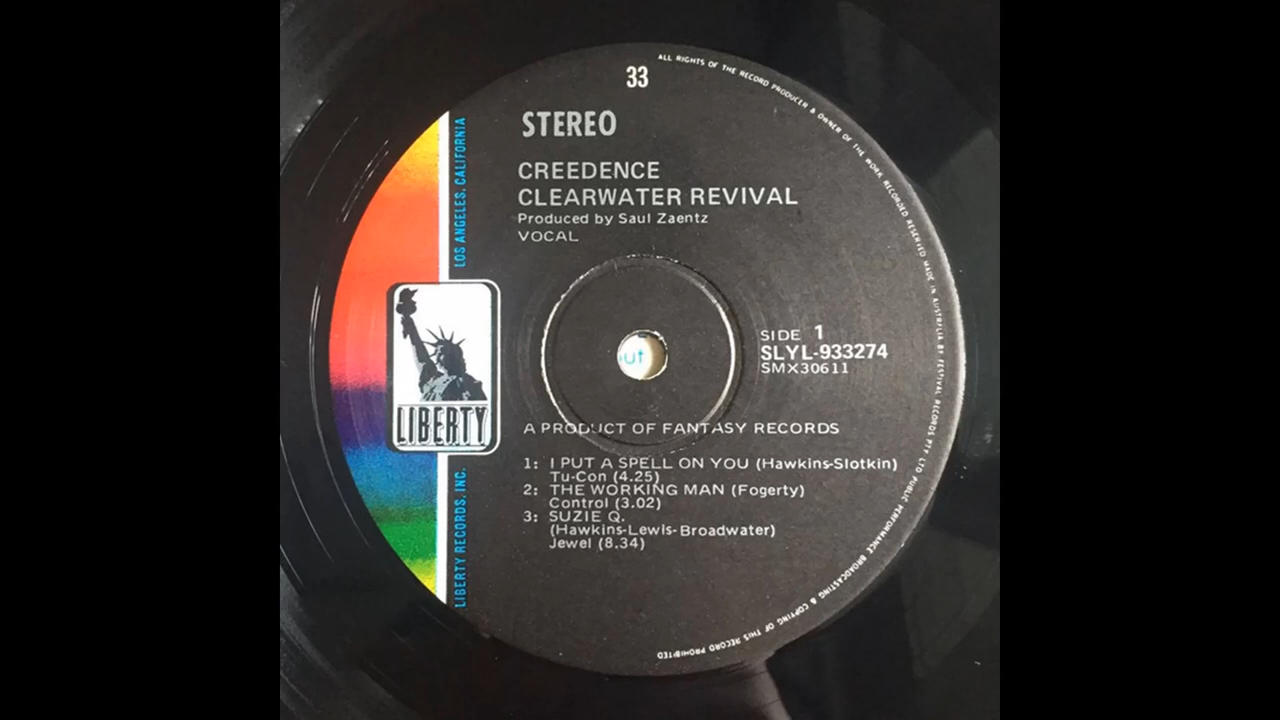 33
ALL RIGHTS OF THE RECORD PRODUCER & OWNER OF THE WORK RECORDED RESERVED MADE IN AUSTRALIA BY FESTIVAL RECORDS PTY LTD PUBLIC PERFORMANCE BROADCASTING & COPYING OF THIS RECORD PROHIBITED
STEREO
LOS ANGELES, CALIFORNIA
CREEDENCE
CLEARWATER REVIVAL
Produced by Saul Zaentz
VOCAL
SIDE 1
SLYL-933274
SMX30611
out
LIBERTY
A PRODUCT OF FANTASY RECORDS
LIBERTY RECORDS, INC.
1: I PUT A SPELL ON YOU (Hawkins-Slotkin)
Tu-Con (4.25)
2: THE WORKING MAN (Fogerty)
Control (3.02)
3: SUZIE Q.
(Hawkins-Lewis-Broadwater)
Jewel (8.34)